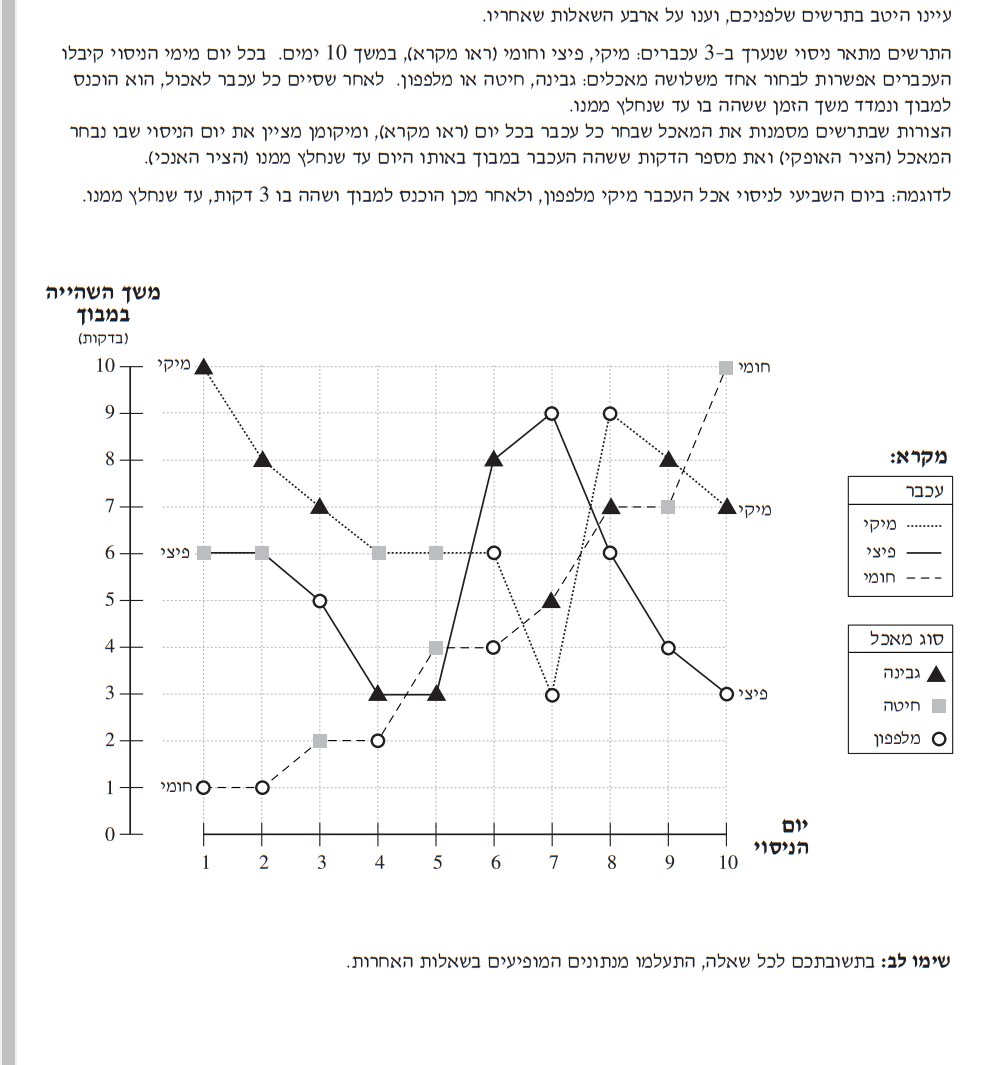 עיינו היטב בתרשים שלפניכם, וענו על ארבע השאלות שאחריו.
התרשים מתאר ניסוי שנערך ב-3 עכברים: מיקי, פיצי וחומי (ראו מקרא), במשך 10 ימים. בכל יום מימי הניסוי קיבלו
העכברים אפשרות לבחור אחד משלושה מאכלים: גבינה, חיטה או מלפפון. לאחר שסיים כל עכבר לאכול, הוא הוכנס
למבוך ונמדד משך הזמן ששהה בו עד שנחלץ ממנו.
הצורות שבתרשים מסמנות את המאכל שבחר כל עכבר בכל יום (ראו מקרא), ומיקומן מציין את יום הניסוי שבו נבחר
המאכל (הציר האופקי) ואת מספר הדקות ששהה העכבר במבוך באותו היום עד שנחלץ ממנו (הציר האנכי).
לדוגמה: ביום השביעי לניסוי אכל העכבר מיקי מלפפון, ולאחר מכן הוכנס למבוך ושהה בו 3 דקות, עד שנחלץ ממנו.
משך השהייה
במבוך
(בדקות)
10
מיקי
חומי
9
8
7
מיקי
6
פיצי
5
4
3
פיצי
2
1
חומי
0
1 2 3 4 5 6 7 8 9 10
יום
הניסוי
מקרא:
עכבר
מיקי
פיצי
חומי
סוג מאכל
גבינה
חיטה
מלפפון
שימו לב: בתשובתכם לכל שאלה, התעלמו מנתונים המופיעים בשאלות האחרות.